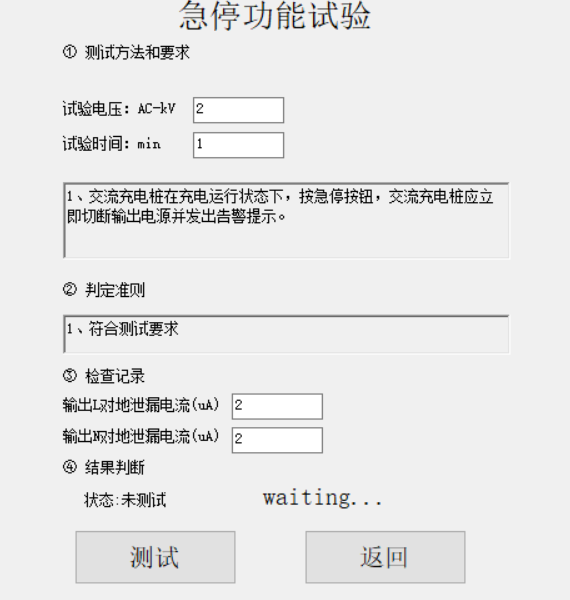 急停功能试验
① 测试方法和要求
试验电压：AC-kV 2
试验时间：min 1
1、交流充电桩在充电运行状态下，按急停按钮，交流充电桩应立
即切断输出电源并发出告警提示。
② 判定准则
1、符合测试要求
③ 检查记录
输出L对地泄漏电流(uA) 2
输出N对地泄漏电流(uA) 2
④ 结果判断
状态:未测试 waiting...
测试 返回